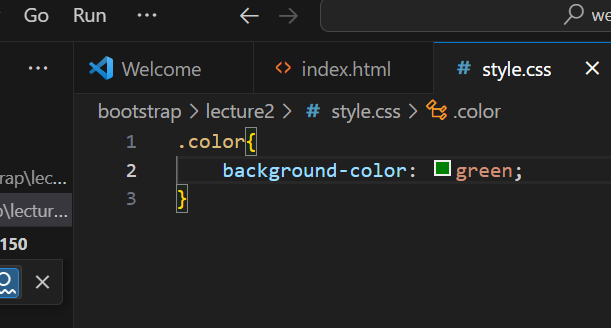 Go Run ··· we
··· Welcome <> index.html # style.css ×
bootstrap > lecture2 > # style.css > .color
1 .color{
2 background-color: green;
3 }
rap\lec...
o\lectur...
150